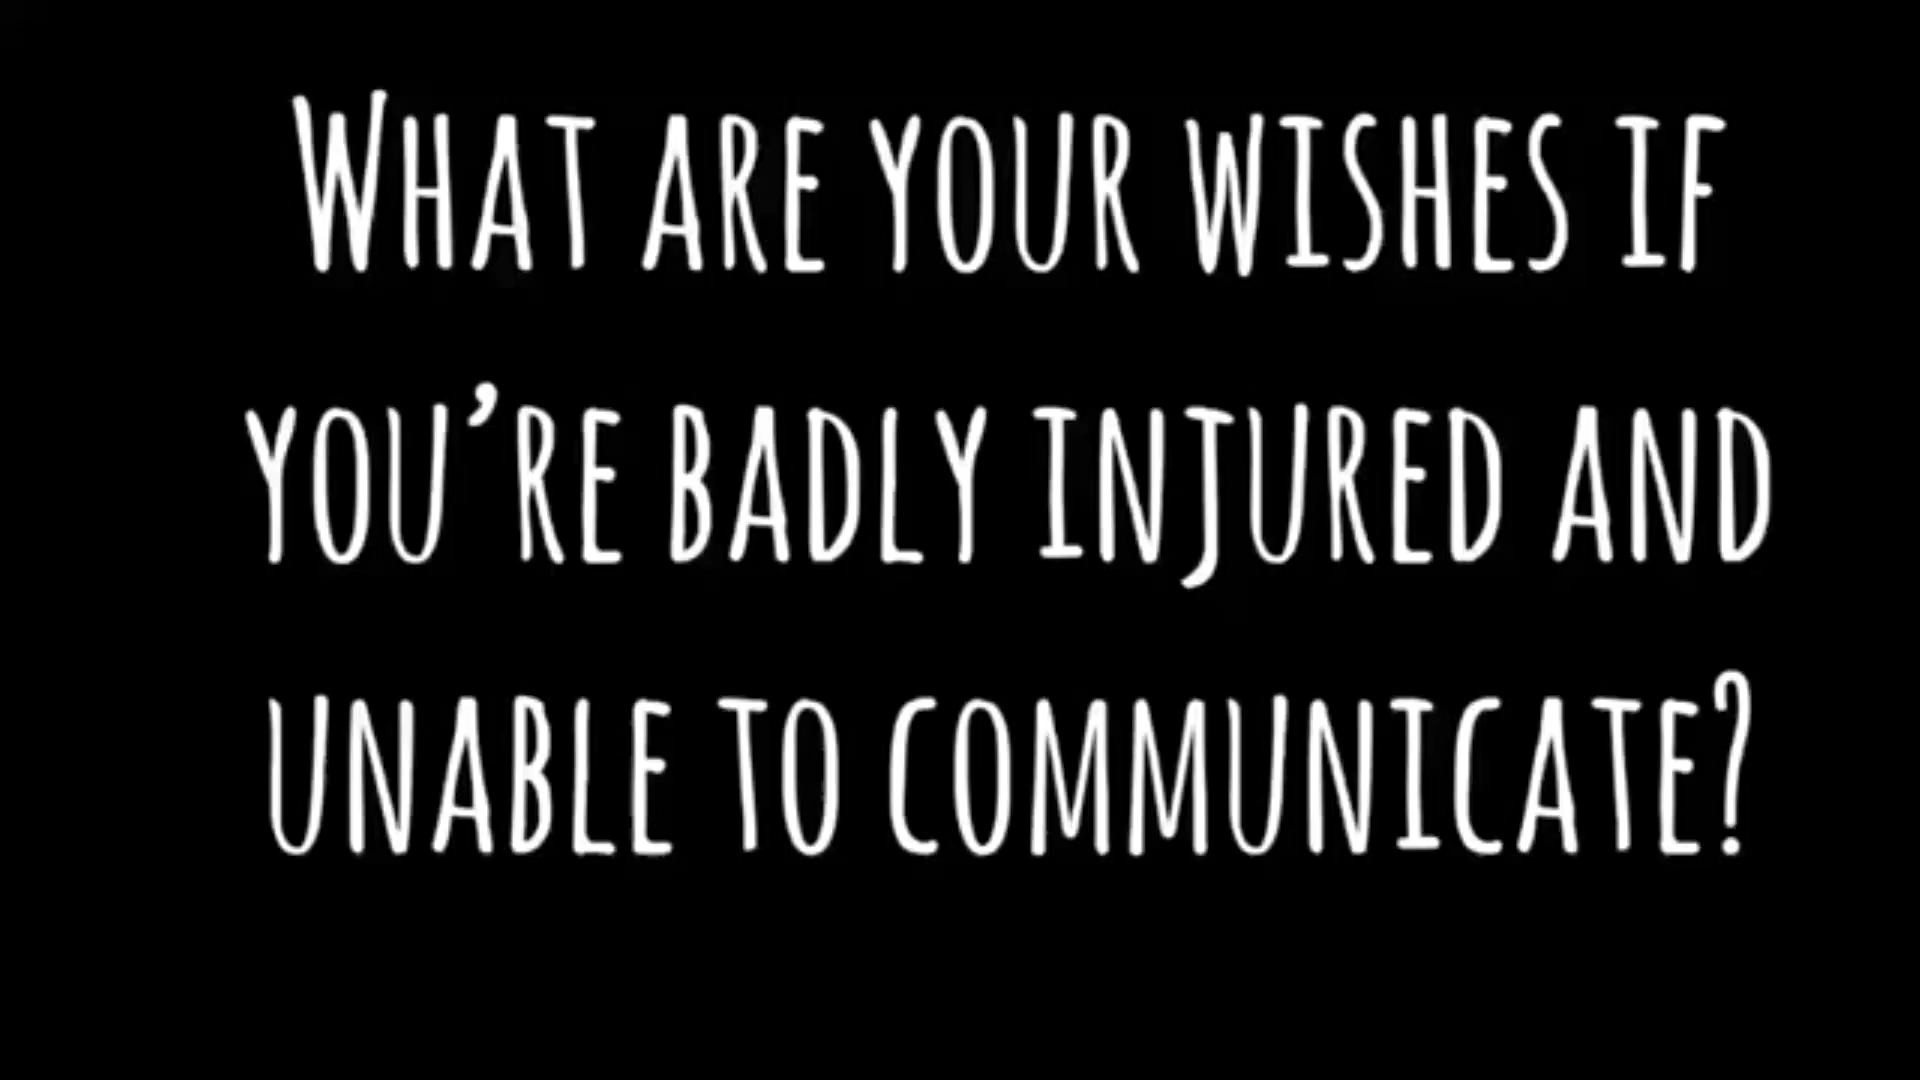 What are your wishes if
you’re badly injured and
unable to communicate?